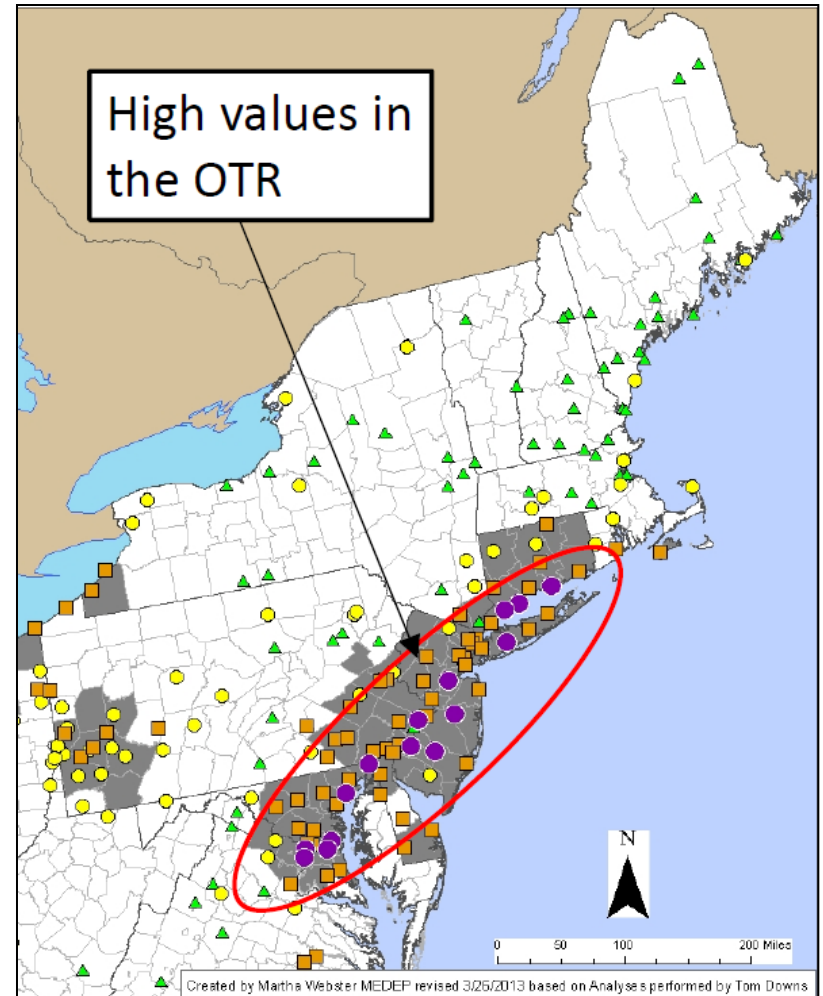 High values in
the OTR
N
0 50 100 200 Miles
Created by Martha Webster MEDEP revised 3/26/2013 based on Analyses performed by Tom Downs